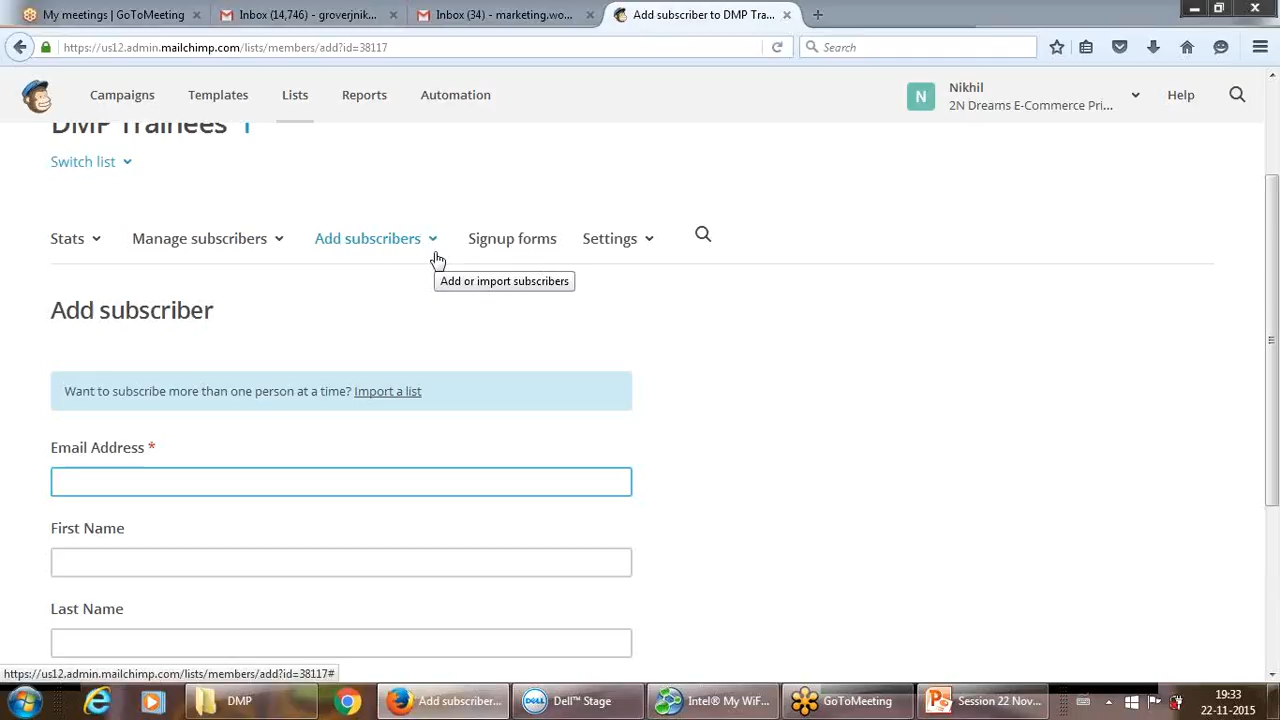 My meetings | GoToMeeting
Inbox (14,746) - groverjnik...
Inbox (34) - marketing.wo...
Add subscriber to DMP Trai...
https://us12.admin.mailchimp.com/lists/members/add?id=38117
Search
Campaigns
Templates
Lists
Reports
Automation
N
Nikhil
2N Dreams E-Commerce Pri...
Help
DMP Trainees 1
Switch list
Stats
Manage subscribers
Add subscribers
Signup forms
Settings
Add or import subscribers
Add subscriber
Want to subscribe more than one person at a time? Import a list
Email Address *
First Name
Last Name
https://us12.admin.mailchimp.com/lists/members/add?id=38117#
DMP
Add subscriber...
DELL
Dell™ Stage
Intel® My WiF...
GoToMeeting
Session 22 Nov...
19:33
22-11-2015